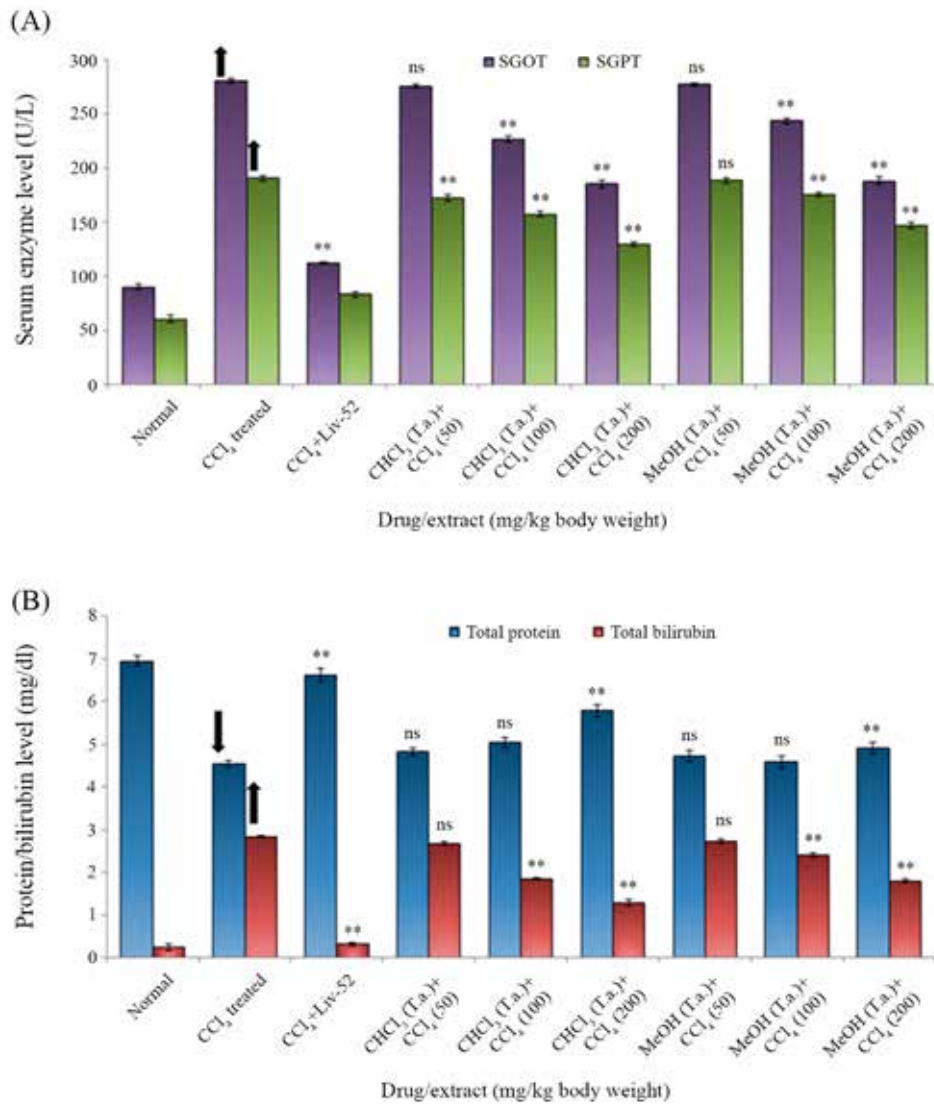 (A)
300
250
200
150
100
50
0
Serum enzyme level (U/L)
SGOT
SGPT
**
ns
**
**
**
**
**
ns
ns
**
**
**
**
Normal
CCl₄ treated
CCl₄+Liv-52
CHCl₃ (T.a.)+
CCl₄ (50)
CHCl₃ (T.a.)+
CCl₄ (100)
CHCl₃ (T.a.)+
CCl₄ (200)
MeOH (T.a.)+
CCl₄ (50)
MeOH (T.a.)+
CCl₄ (100)
MeOH (T.a.)+
CCl₄ (200)
Drug/extract (mg/kg body weight)
(B)
8
7
6
5
4
3
2
1
0
Protein/bilirubin level (mg/dl)
Total protein
Total bilirubin
**
**
ns
ns
ns
**
**
**
ns
ns
ns
**
**
**
Normal
CCl₄ treated
CCl₄+Liv-52
CHCl₃ (T.a.)+
CCl₄ (50)
CHCl₃ (T.a.)+
CCl₄ (100)
CHCl₃ (T.a.)+
CCl₄ (200)
MeOH (T.a.)+
CCl₄ (50)
MeOH (T.a.)+
CCl₄ (100)
MeOH (T.a.)+
CCl₄ (200)
Drug/extract (mg/kg body weight)